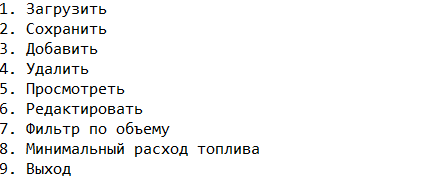 1. Загрузить
2. Сохранить
3. Добавить
4. Удалить
5. Просмотреть
6. Редактировать
7. Фильтр по объему
8. Минимальный расход топлива
9. Выход